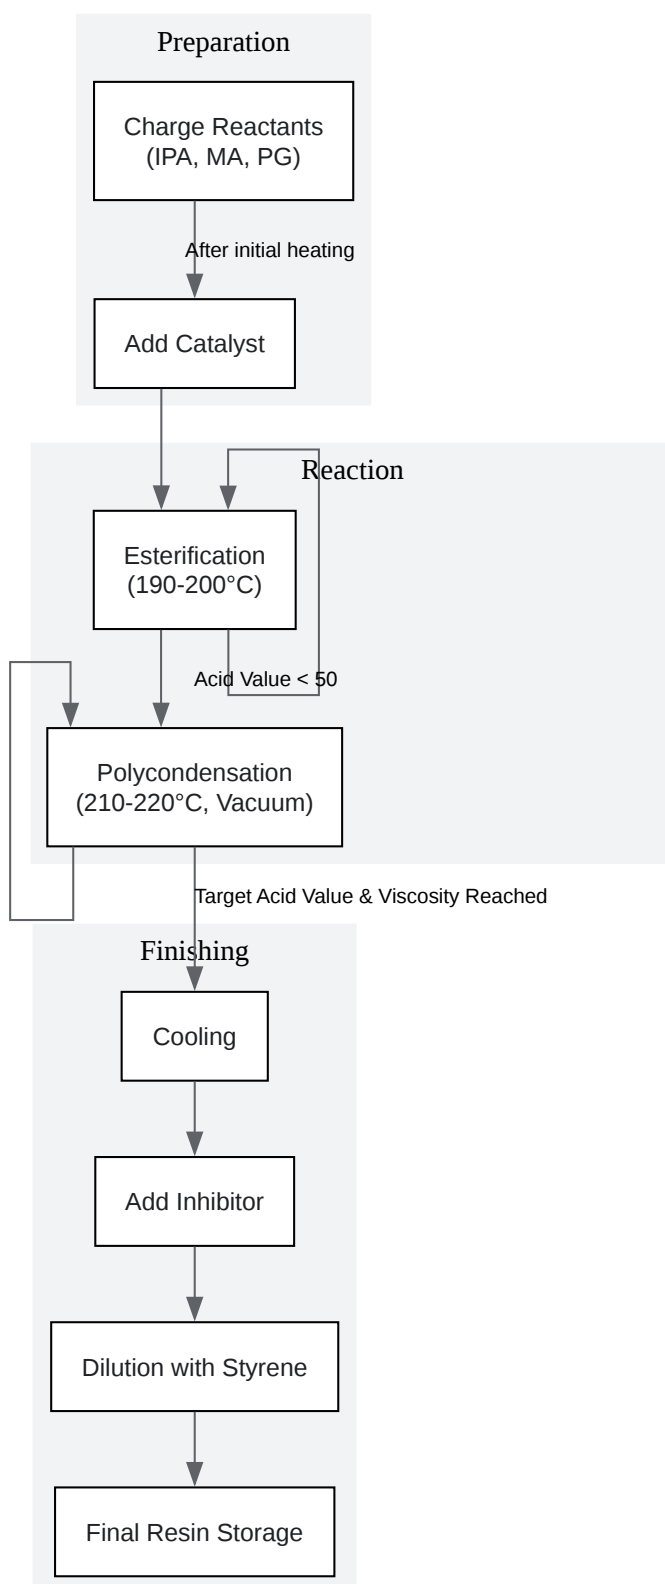 Preparation
Charge Reactants
(IPA, MA, PG)
After initial heating
Add Catalyst
Reaction
Esterification
(190-200°C)
Acid Value < 50
Polycondensation
(210-220°C, Vacuum)
Target Acid Value & Viscosity Reached
Finishing
Cooling
Add Inhibitor
Dilution with Styrene
Final Resin Storage